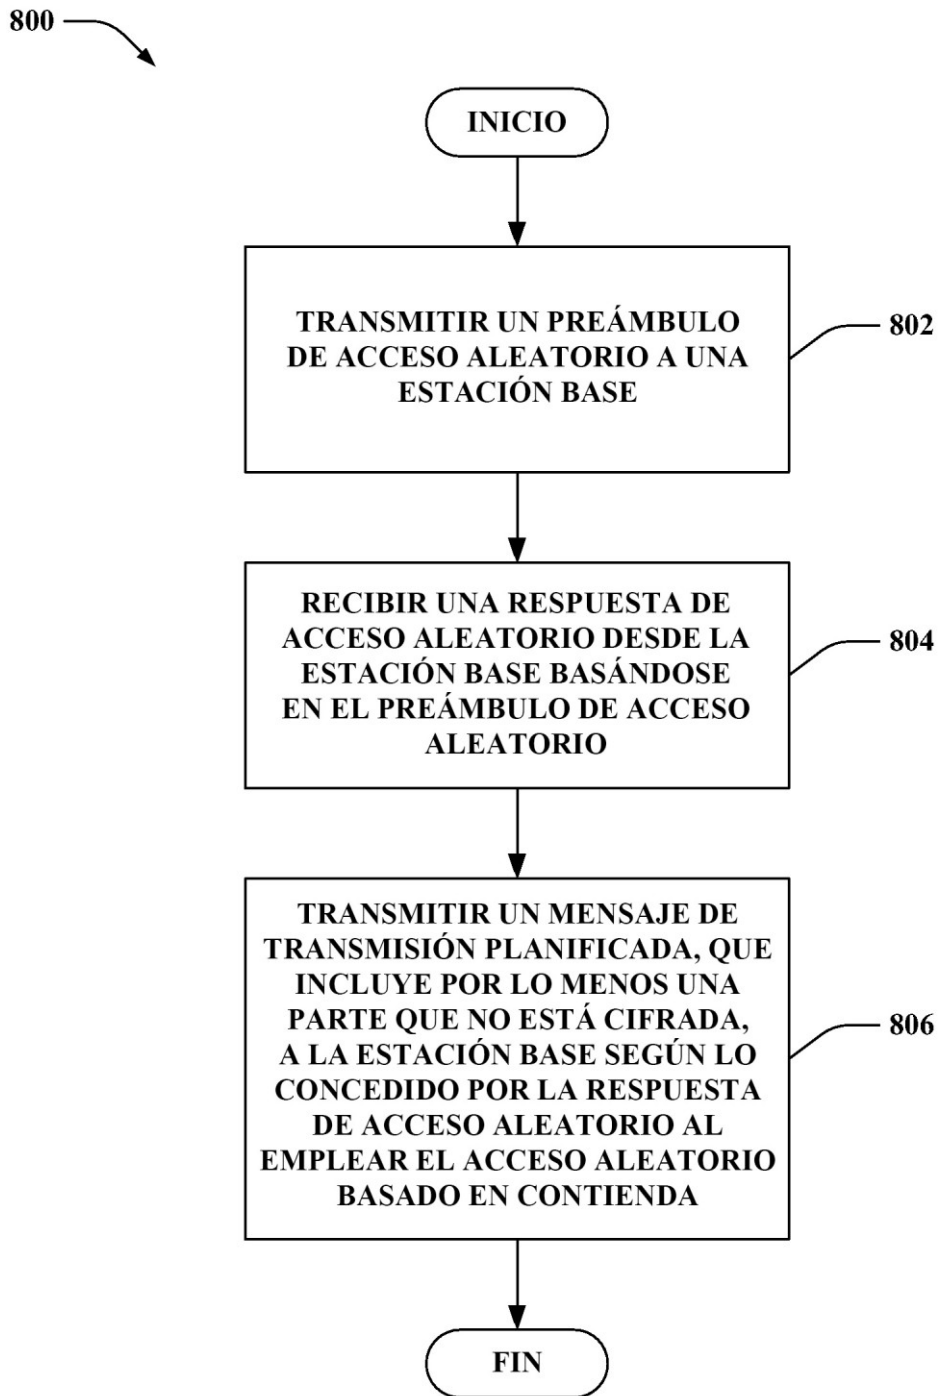 800
INICIO
TRANSMITIR UN PREÁMBULO
DE ACCESO ALEATORIO A UNA
ESTACIÓN BASE
802
RECIBIR UNA RESPUESTA DE
ACCESO ALEATORIO DESDE LA
ESTACIÓN BASE BASÁNDOSE
EN EL PREÁMBULO DE ACCESO
ALEATORIO
804
TRANSMITIR UN MENSAJE DE
TRANSMISIÓN PLANIFICADA, QUE
INCLUYE POR LO MENOS UNA
PARTE QUE NO ESTÁ CIFRADA,
A LA ESTACIÓN BASE SEGÚN LO
CONCEDIDO POR LA RESPUESTA
DE ACCESO ALEATORIO AL
EMPLEAR EL ACCESO ALEATORIO
BASADO EN CONTIENDA
806
FIN